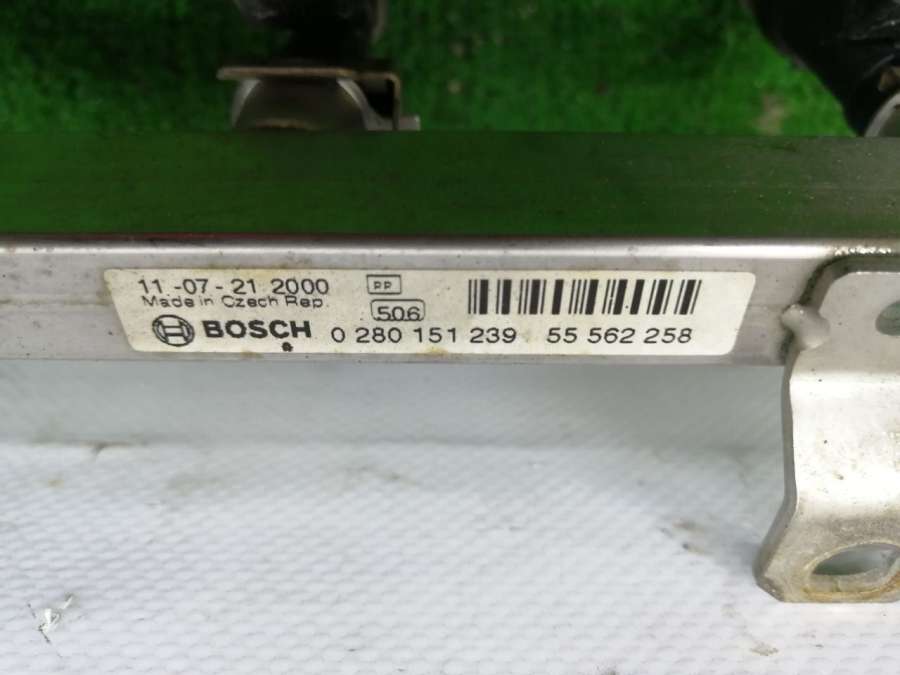 11-07-21 2000 PP
Made in Czech Rep. 506
BOSCH 0 280 151 239 55 562 258